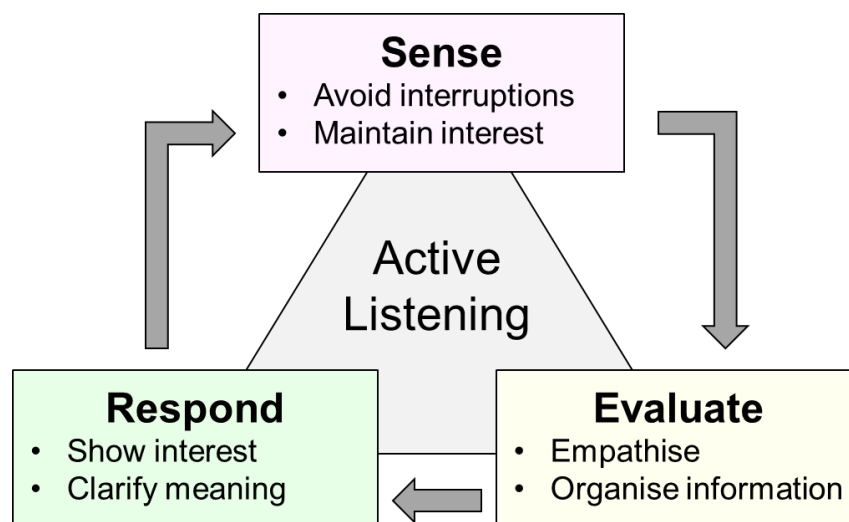 Sense
• Avoid interruptions
• Maintain interest
Active
Listening
Respond
• Show interest
• Clarify meaning
Evaluate
• Empathise
• Organise information